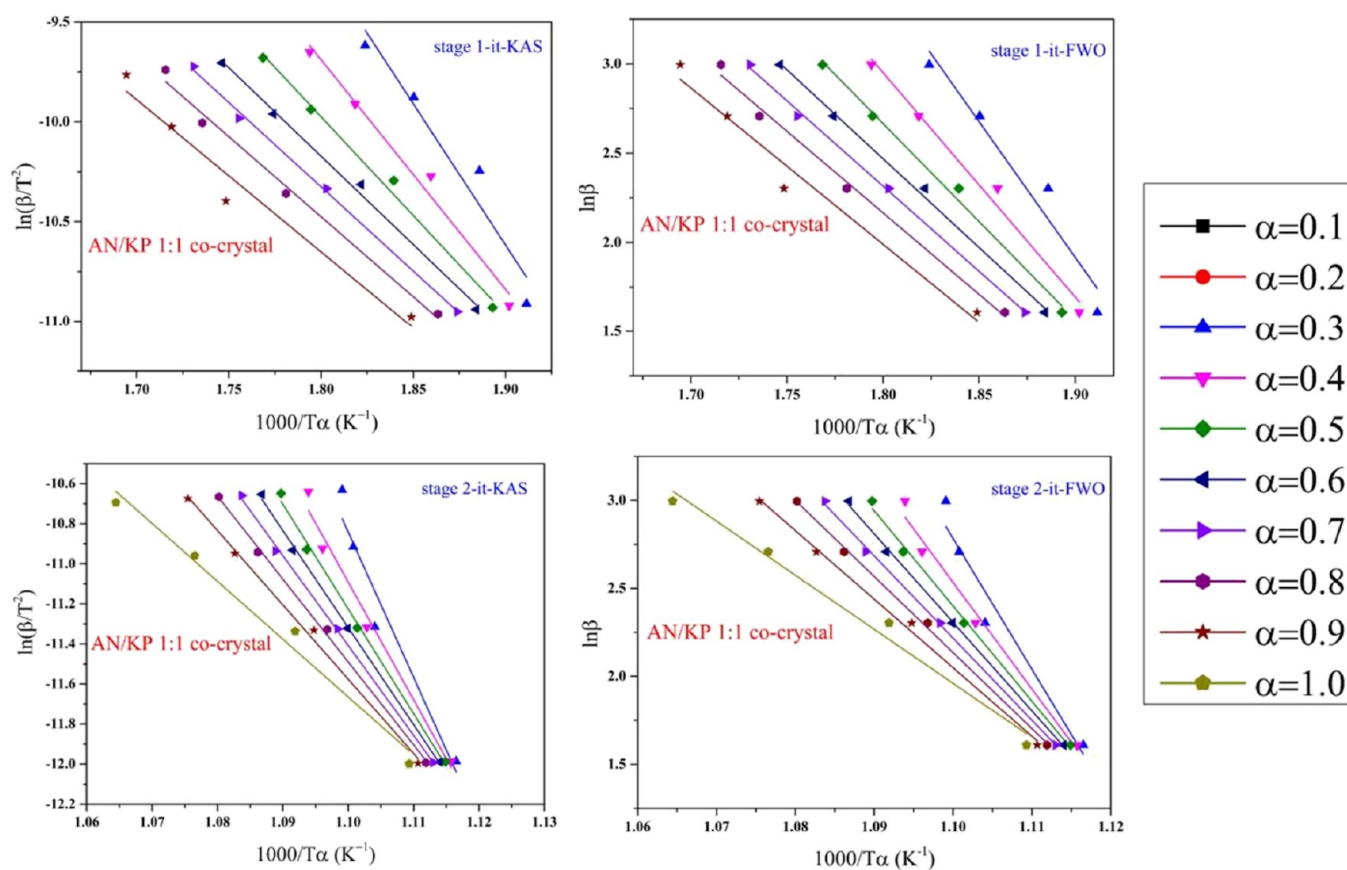 stage 1-it-KAS
AN/KP 1:1 co-crystal
ln(β/T²)
-9.5
-10.0
-10.5
-11.0
1.70 1.75 1.80 1.85 1.90
1000/Tα (K⁻¹)
stage 1-it-FWO
AN/KP 1:1 co-crystal
lnβ
3.0
2.5
2.0
1.5
1.70 1.75 1.80 1.85 1.90
1000/Tα (K⁻¹)
stage 2-it-KAS
AN/KP 1:1 co-crystal
ln(β/T²)
-10.4
-10.6
-10.8
-11.0
-11.2
-11.4
-11.6
-11.8
-12.0
-12.2
1.06 1.07 1.08 1.09 1.10 1.11 1.13
1000/Tα (K⁻¹)
stage 2-it-FWO
AN/KP 1:1 co-crystal
lnβ
3.0
2.5
2.0
1.5
1.06 1.07 1.08 1.09 1.10 1.11 1.12
1000/Tα (K⁻¹)
α=0.1
α=0.2
α=0.3
α=0.4
α=0.5
α=0.6
α=0.7
α=0.8
α=0.9
α=1.0